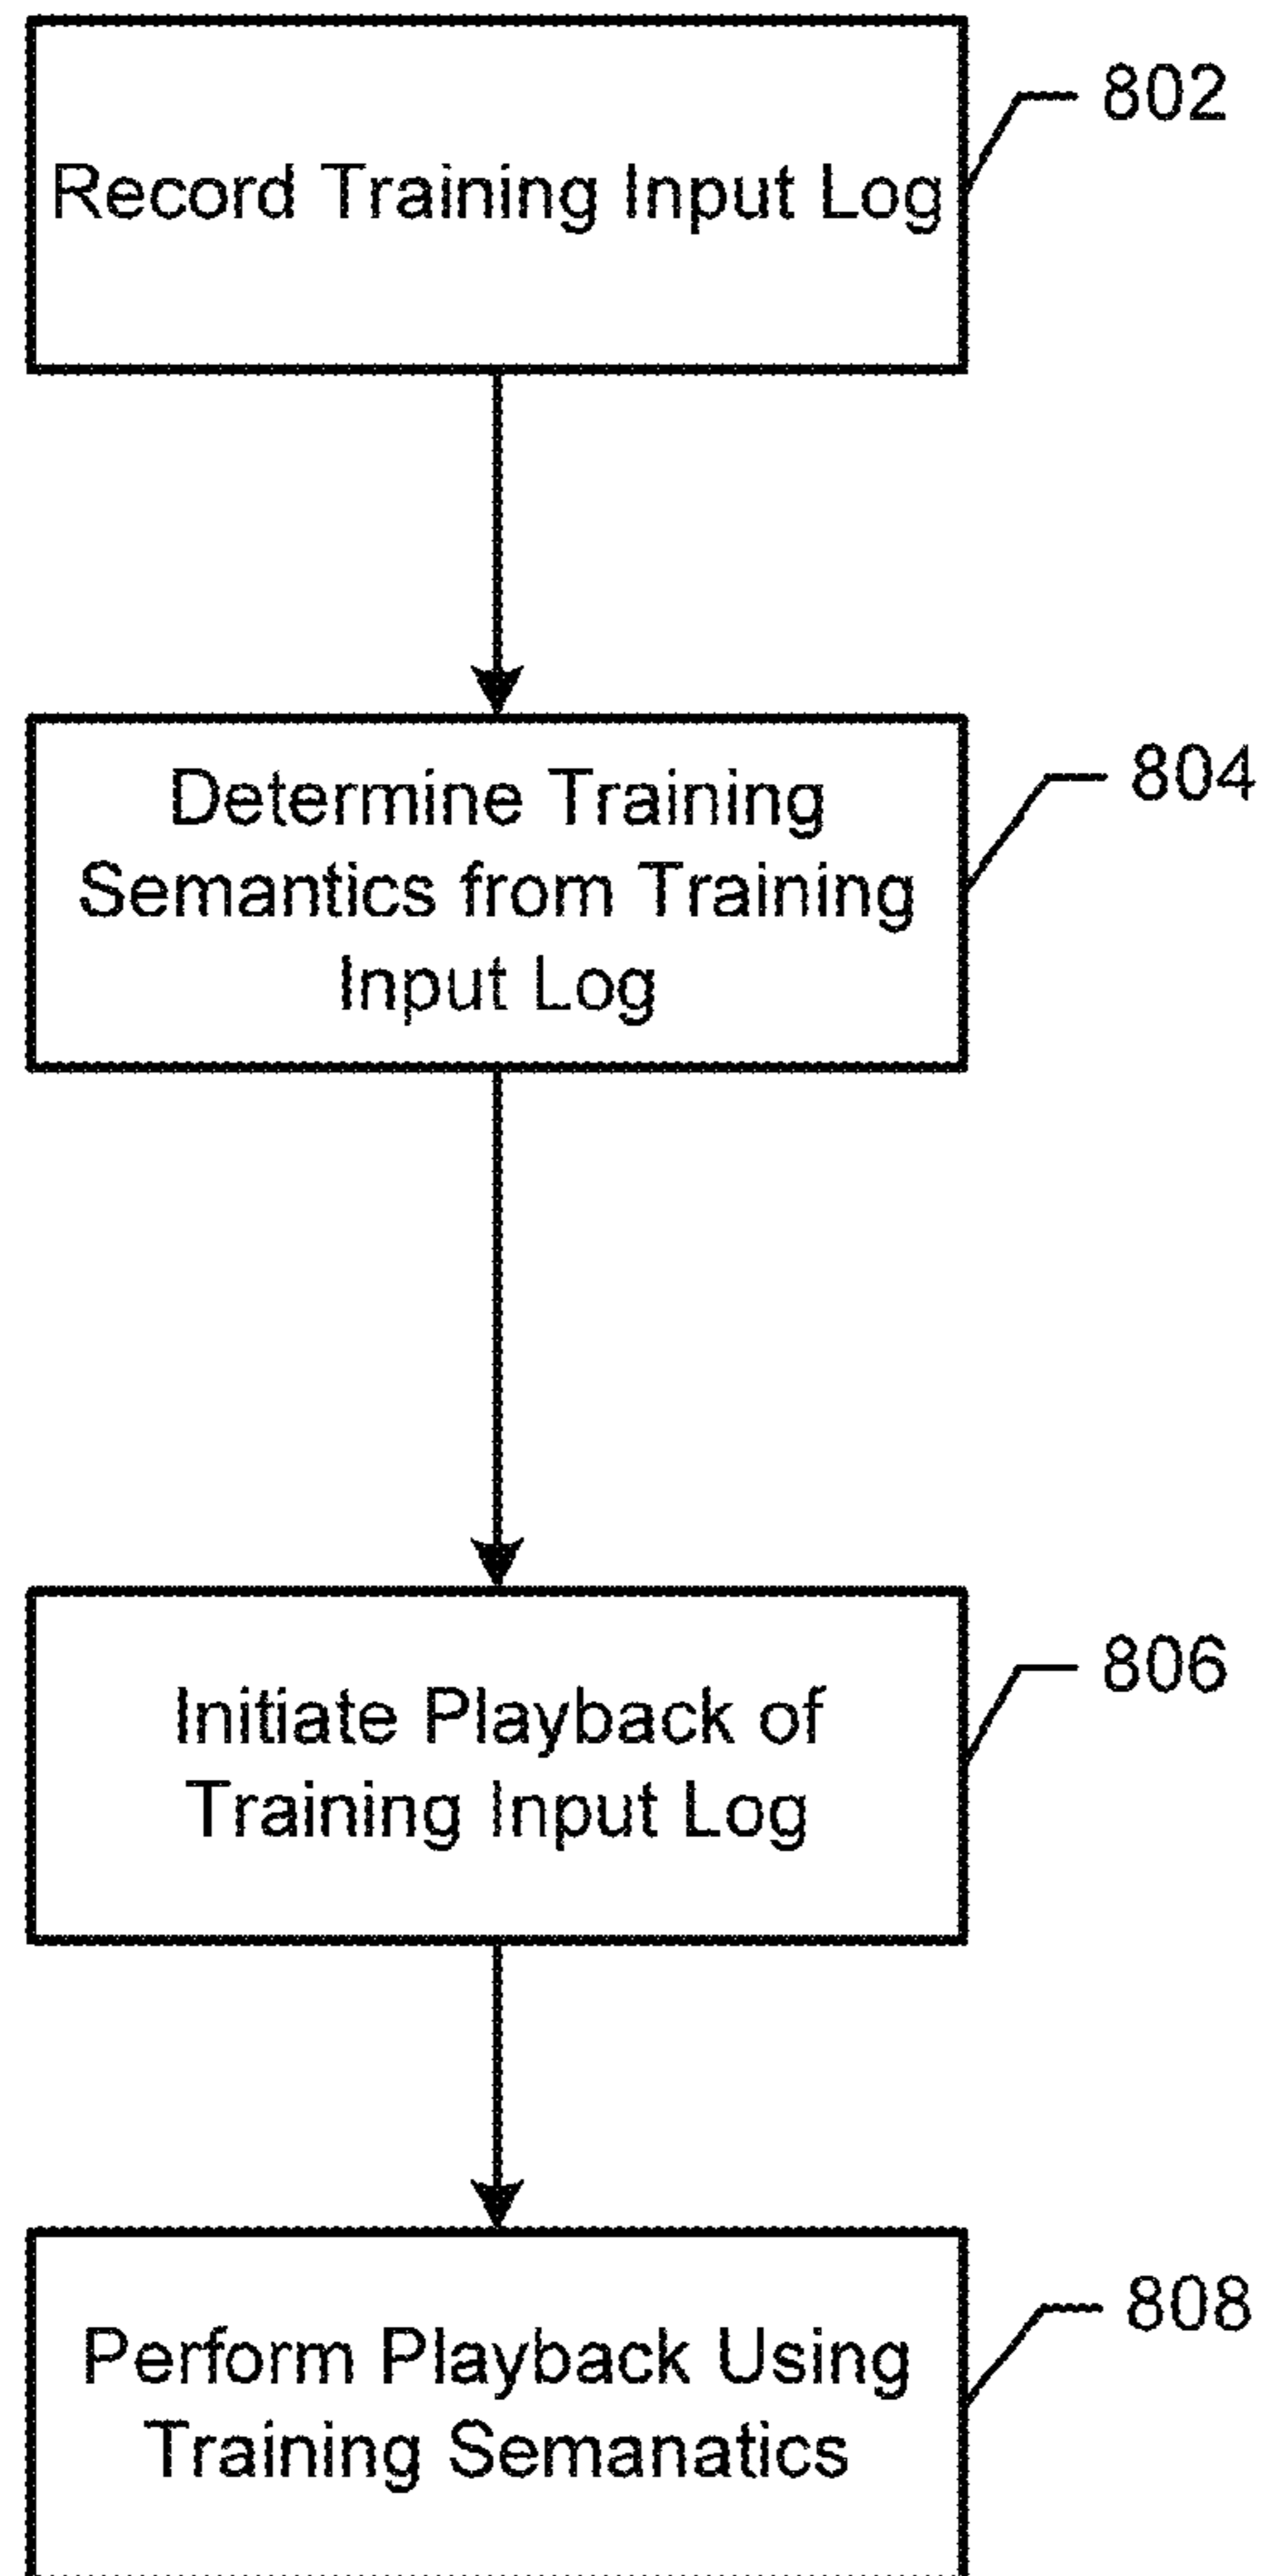 Record Training Input Log
802
Determine Training
Semantics from Training
Input Log
804
Initiate Playback of
Training Input Log
806
Perform Playback Using
Training Semanatics
808